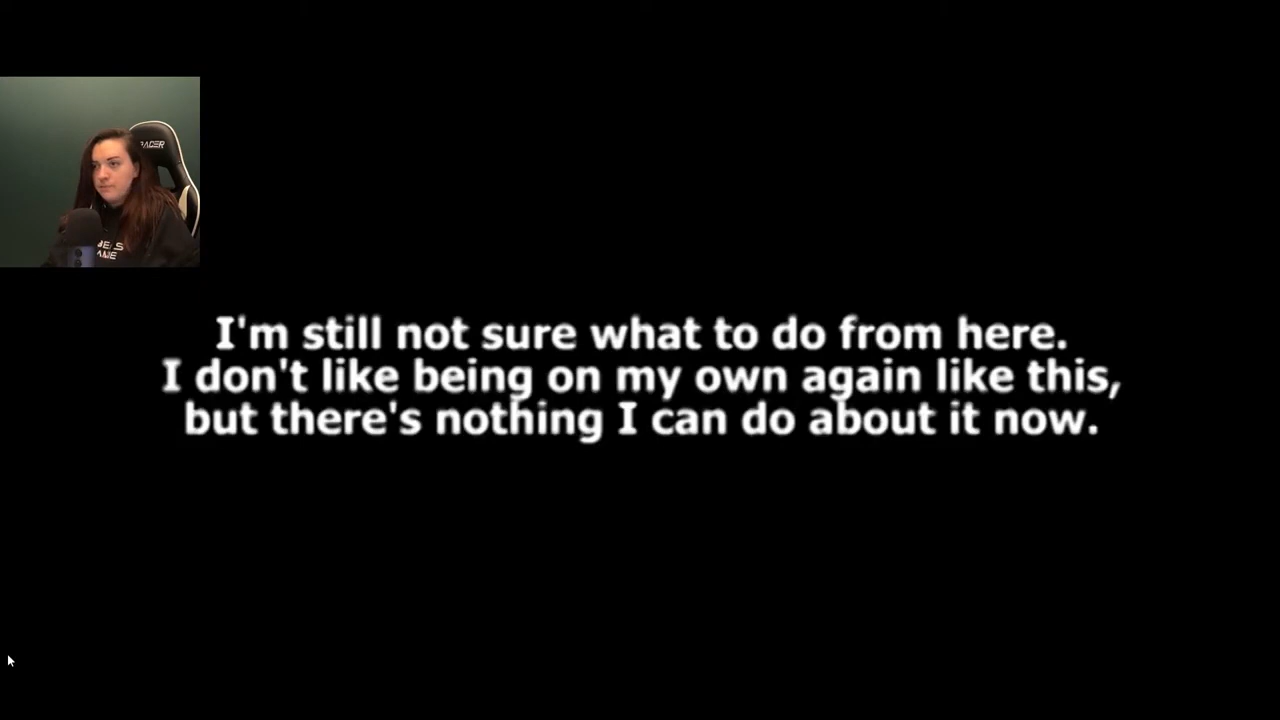 I'm still not sure what to do from here.
I don't like being on my own again like this,
but there's nothing I can do about it now.